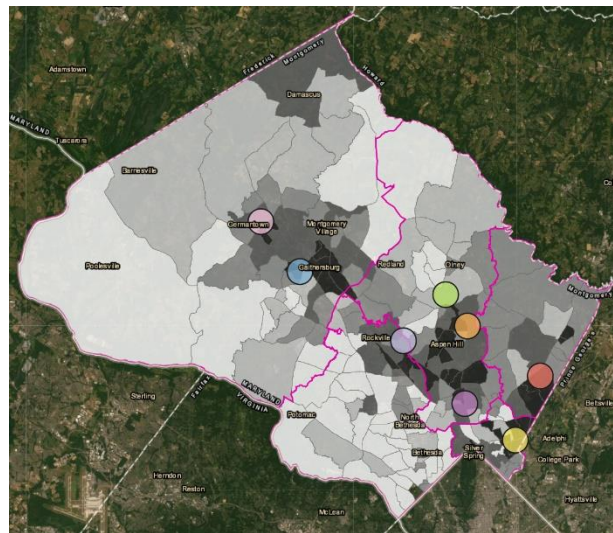 Adamstown
Frederick
Montgomery
Howard
Damascus
MARYLAND
Tuscarora
Barnesville
Germantown
Montgomery
Village
Poolesville
Gaithersburg
Redland
Olney
Montgomery
Rockville
Aspen Hill
Prince George's
MARYLAND
VIRGINIA
Fairfax
Sterling
Potomac
North
Bethesda
Beltsville
Bethesda
Silver
Spring
Adelphi
College Park
Herndon
Reston
Hyattsville
McLean